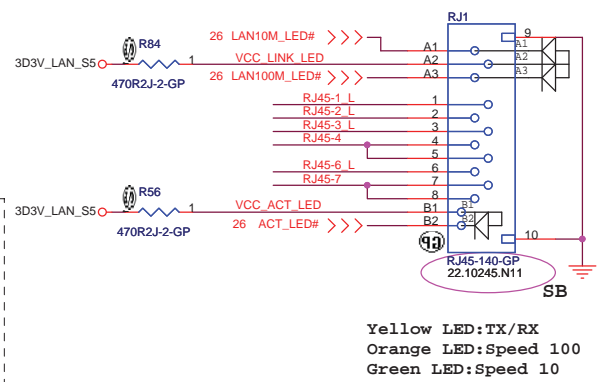 RJ1
R84
3D3V_LAN_S5
470R2J-2-GP
1
26 LAN10M_LED#
VCC_LINK_LED
26 LAN100M_LED#
A1
A2
A3
9
A1
A2
A3
RJ45-1_L
1
RJ45-2_L
2
RJ45-3_L
3
RJ45-4
4
5
RJ45-6_L
6
RJ45-7
7
8
R56
3D3V_LAN_S5
470R2J-2-GP
1
VCC_ACT_LED
26 ACT_LED#
B1
B2
B1
B2
10
GP
RJ45-140-GP
22.10245.N11
SB
Yellow LED:TX/RX
Orange LED:Speed 100
Green LED:Speed 10